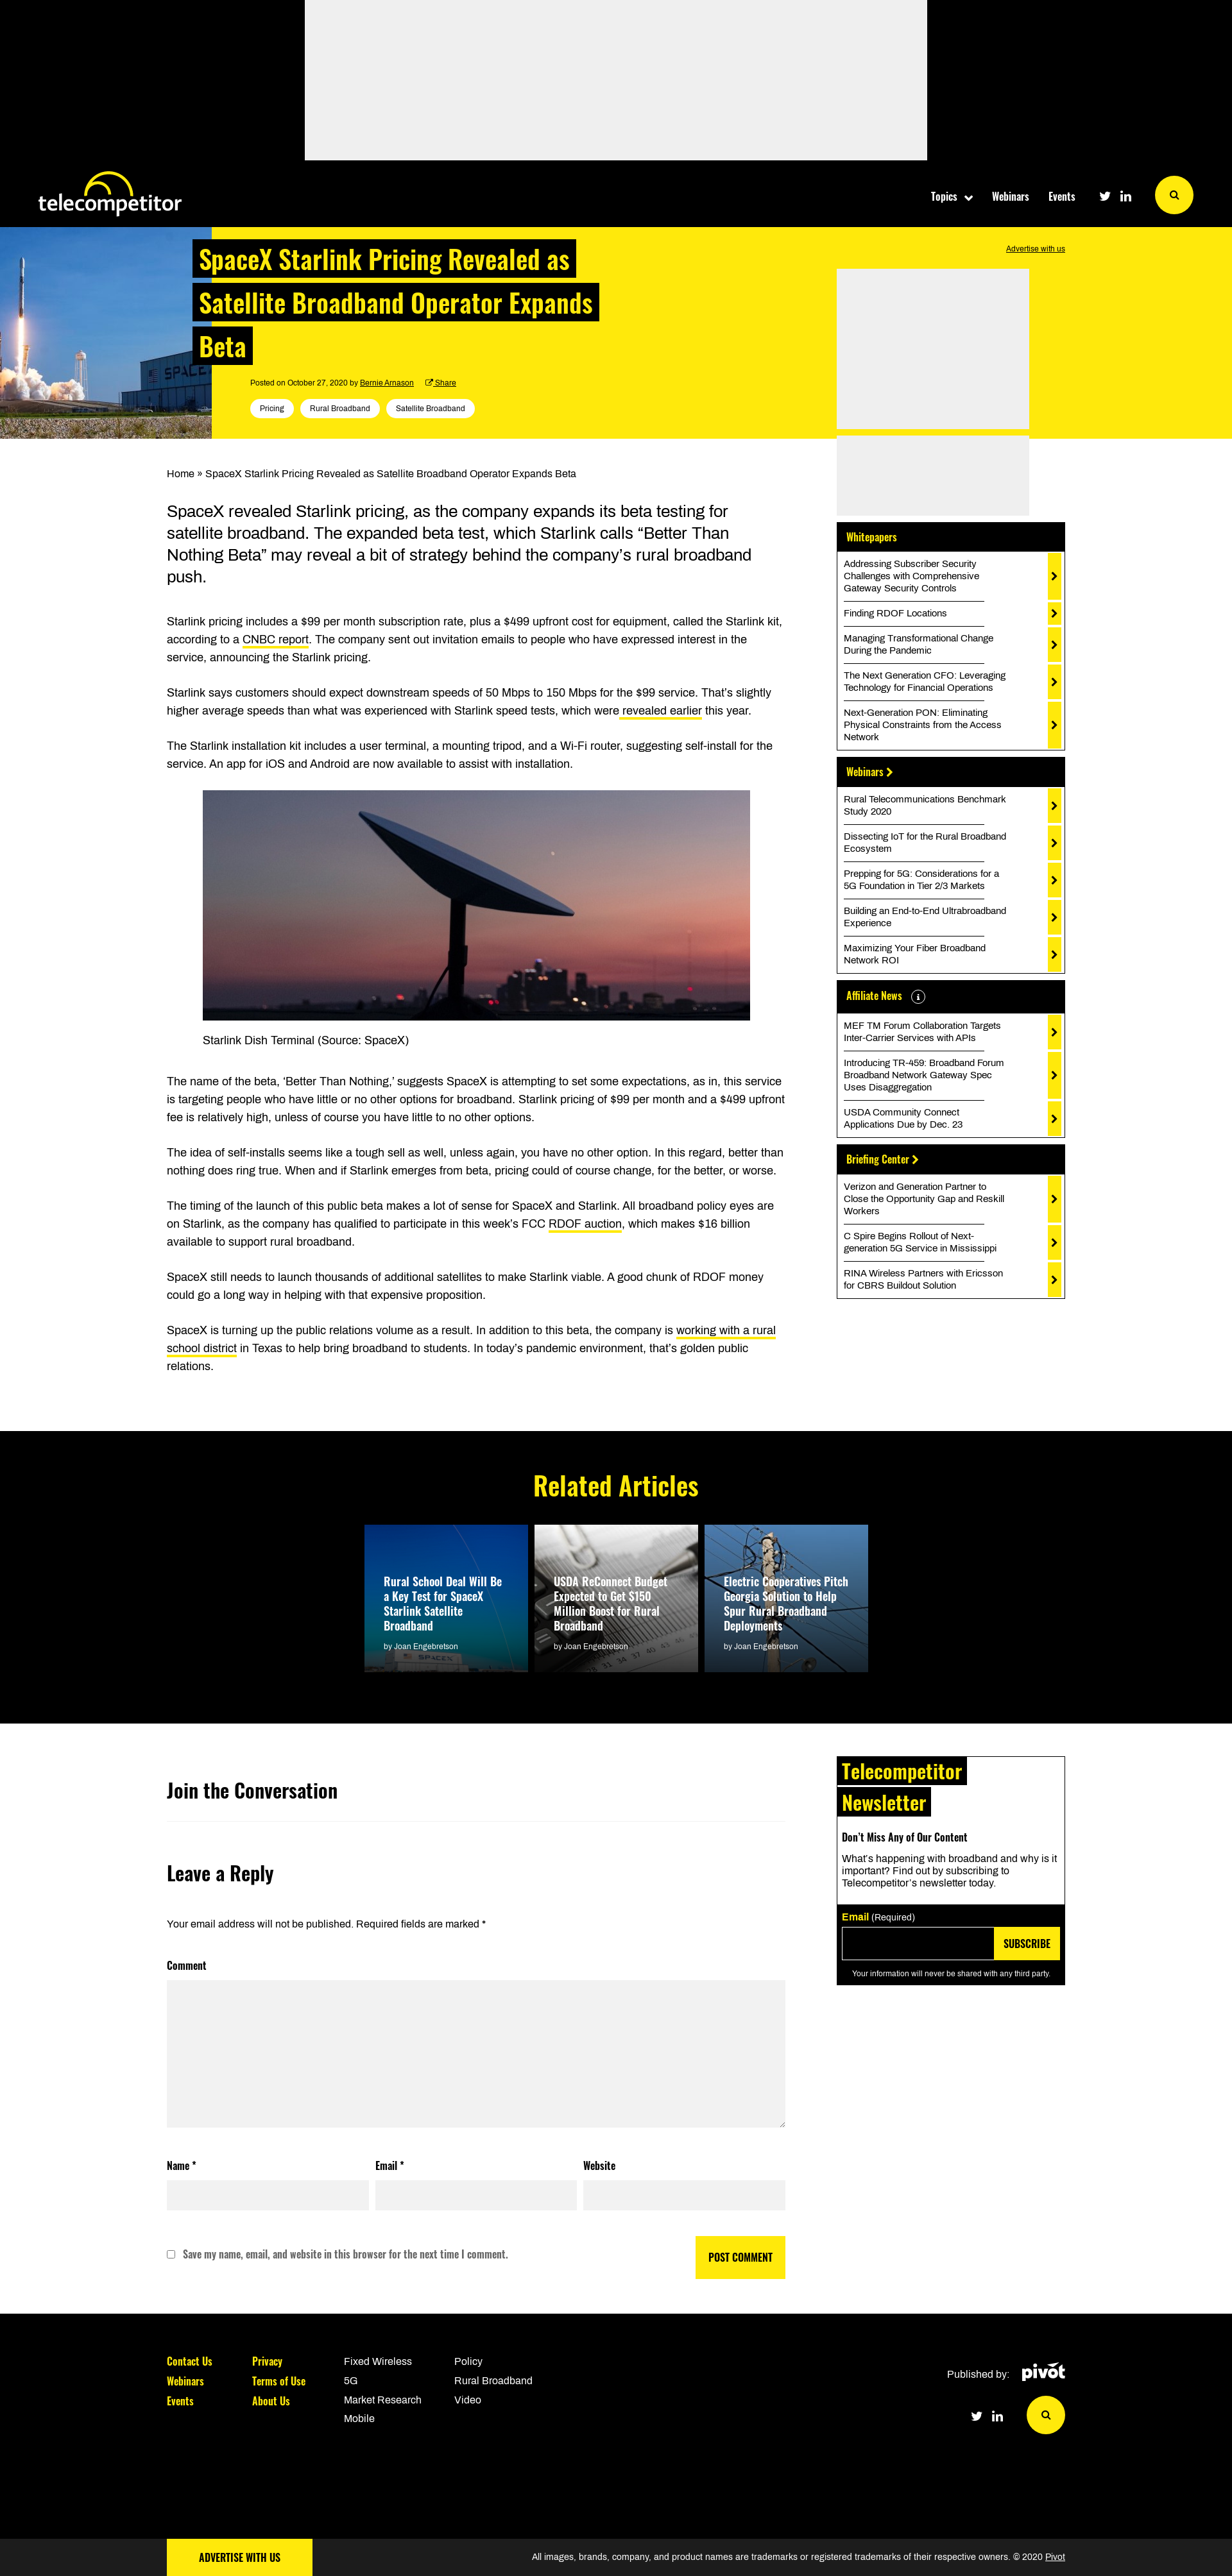 telecompetitor
Topics
Webinars
Events
SpaceX Starlink Pricing Revealed as
Satellite Broadband Operator Expands
Beta
Posted on October 27, 2020 by Bernie Arnason
Share
Pricing
Rural Broadband
Satellite Broadband
SPACEX
Advertise with us
Home » SpaceX Starlink Pricing Revealed as Satellite Broadband Operator Expands Beta
SpaceX revealed Starlink pricing, as the company expands its beta testing for
satellite broadband. The expanded beta test, which Starlink calls “Better Than
Nothing Beta” may reveal a bit of strategy behind the company’s rural broadband
push.
Starlink pricing includes a $99 per month subscription rate, plus a $499 upfront cost for equipment, called the Starlink kit,
according to a CNBC report. The company sent out invitation emails to people who have expressed interest in the
service, announcing the Starlink pricing.
Starlink says customers should expect downstream speeds of 50 Mbps to 150 Mbps for the $99 service. That’s slightly
higher average speeds than what was experienced with Starlink speed tests, which were revealed earlier this year.
The Starlink installation kit includes a user terminal, a mounting tripod, and a Wi-Fi router, suggesting self-install for the
service. An app for iOS and Android are now available to assist with installation.
Starlink Dish Terminal (Source: SpaceX)
The name of the beta, ‘Better Than Nothing,’ suggests SpaceX is attempting to set some expectations, as in, this service
is targeting people who have little or no other options for broadband. Starlink pricing of $99 per month and a $499 upfront
fee is relatively high, unless of course you have little to no other options.
The idea of self-installs seems like a tough sell as well, unless again, you have no other option. In this regard, better than
nothing does ring true. When and if Starlink emerges from beta, pricing could of course change, for the better, or worse.
The timing of the launch of this public beta makes a lot of sense for SpaceX and Starlink. All broadband policy eyes are
on Starlink, as the company has qualified to participate in this week’s FCC RDOF auction, which makes $16 billion
available to support rural broadband.
SpaceX still needs to launch thousands of additional satellites to make Starlink viable. A good chunk of RDOF money
could go a long way in helping with that expensive proposition.
SpaceX is turning up the public relations volume as a result. In addition to this beta, the company is working with a rural
school district in Texas to help bring broadband to students. In today’s pandemic environment, that’s golden public
relations.
Whitepapers
Addressing Subscriber Security
Challenges with Comprehensive
Gateway Security Controls
Finding RDOF Locations
Managing Transformational Change
During the Pandemic
The Next Generation CFO: Leveraging
Technology for Financial Operations
Next-Generation PON: Eliminating
Physical Constraints from the Access
Network
Webinars
Rural Telecommunications Benchmark
Study 2020
Dissecting IoT for the Rural Broadband
Ecosystem
Prepping for 5G: Considerations for a
5G Foundation in Tier 2/3 Markets
Building an End-to-End Ultrabroadband
Experience
Maximizing Your Fiber Broadband
Network ROI
Affiliate News
MEF TM Forum Collaboration Targets
Inter-Carrier Services with APIs
Introducing TR-459: Broadband Forum
Broadband Network Gateway Spec
Uses Disaggregation
USDA Community Connect
Applications Due by Dec. 23
Briefing Center
Verizon and Generation Partner to
Close the Opportunity Gap and Reskill
Workers
C Spire Begins Rollout of Next-
generation 5G Service in Mississippi
RINA Wireless Partners with Ericsson
for CBRS Buildout Solution
Related Articles
Rural School Deal Will Be
a Key Test for SpaceX
Starlink Satellite
Broadband
by Joan Engebretson
SPACEX
USDA ReConnect Budget
Expected to Get $150
Million Boost for Rural
Broadband
by Joan Engebretson
Electric Cooperatives Pitch
Georgia Solution to Help
Spur Rural Broadband
Deployments
by Joan Engebretson
Join the Conversation
Leave a Reply
Your email address will not be published. Required fields are marked *
Comment
Name *
Email *
Website
Save my name, email, and website in this browser for the next time I comment.
POST COMMENT
Telecompetitor
Newsletter
Don’t Miss Any of Our Content
What’s happening with broadband and why is it
important? Find out by subscribing to
Telecompetitor’s newsletter today.
Email (Required)
SUBSCRIBE
Your information will never be shared with any third party.
Contact Us
Webinars
Events
Privacy
Terms of Use
About Us
Fixed Wireless
5G
Market Research
Mobile
Policy
Rural Broadband
Video
Published by: pivot
ADVERTISE WITH US
All images, brands, company, and product names are trademarks or registered trademarks of their respective owners. © 2020 Pivot